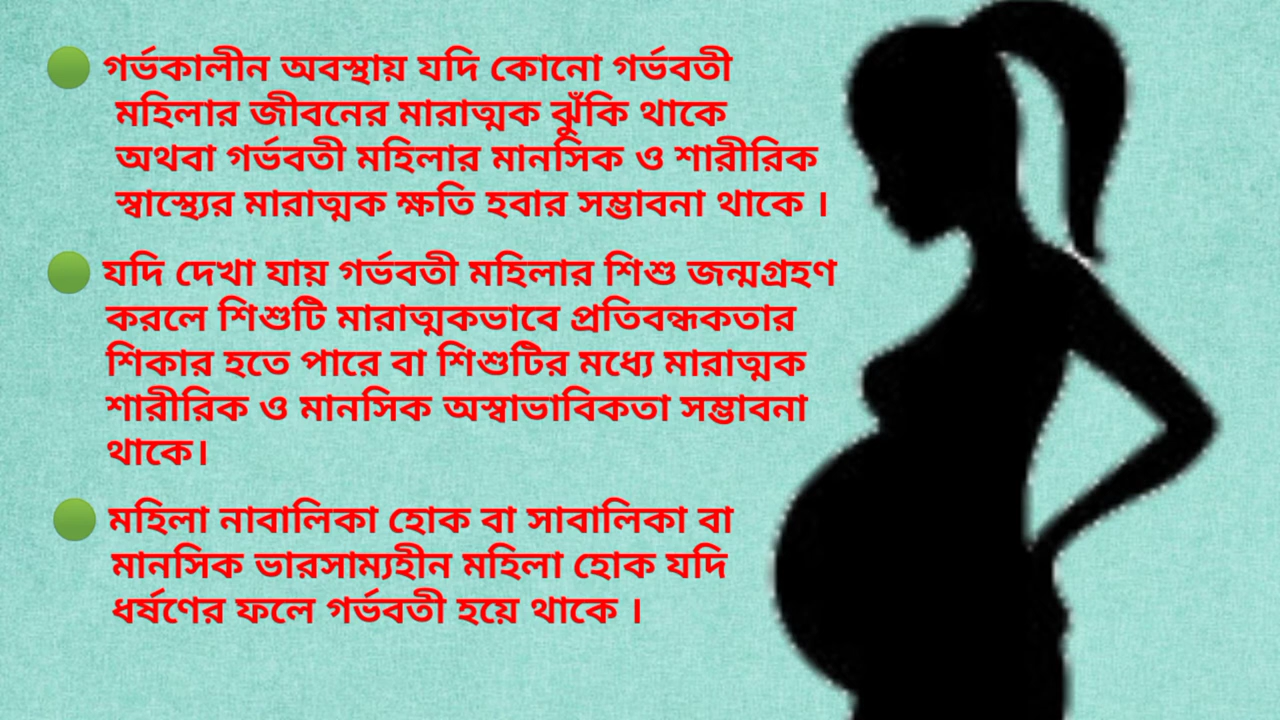 গর্ভকালীন অবস্থায় যদি কোনো গর্ভবতী
মহিলার জীবনের মারাত্মক ঝুঁকি থাকে
অথবা গর্ভবতী মহিলার মানসিক ও শারীরিক
স্বাস্থ্যের মারাত্মক ক্ষতি হবার সম্ভাবনা থাকে ।
যদি দেখা যায় গর্ভবতী মহিলার শিশু জন্মগ্রহণ
করলে শিশুটি মারাত্মকভাবে প্রতিবন্ধকতার
শিকার হতে পারে বা শিশুটির মধ্যে মারাত্মক
শারীরিক ও মানসিক অস্বাভাবিকতা সম্ভাবনা
থাকে।
মহিলা নাবালিকা হোক বা সাবালিকা বা
মানসিক ভারসাম্যহীন মহিলা হোক যদি
ধর্ষণের ফলে গর্ভবতী হয়ে থাকে ।